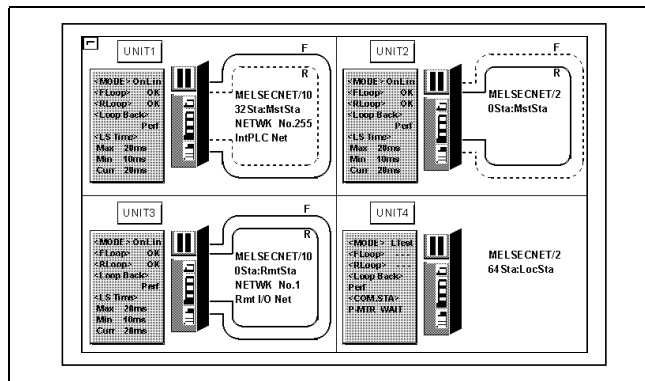 UNIT1
F
R
<MODE> OnLin
<FLoop> OK
<RLoop> OK
<Loop Back>
Perf
<LS Time>
Max 20ms
Min 10ms
Curr 20ms
MELSECNET/10
32Sta:MstSta
NETWK No.255
IntPLC Net
UNIT2
F
R
<MODE> OnLin
<FLoop> OK
<RLoop> OK
<Loop Back>
Perf
<LS Time>
Max 20ms
Min 10ms
Curr 20ms
MELSECNET/2
0Sta:MstSta
UNIT3
F
R
<MODE> OnLin
<FLoop> OK
<RLoop> OK
<Loop Back>
Perf
<LS Time>
Max 20ms
Min 10ms
Curr 20ms
MELSECNET/10
0Sta:RmtSta
NETWK No.1
Rmt I/O Net
UNIT4
<MODE> LTest
<FLoop> ----
<RLoop> ----
<Loop Back>
Perf
<COM.STA>
P-MTR WAIT
MELSECNET/2
64Sta:LocSta